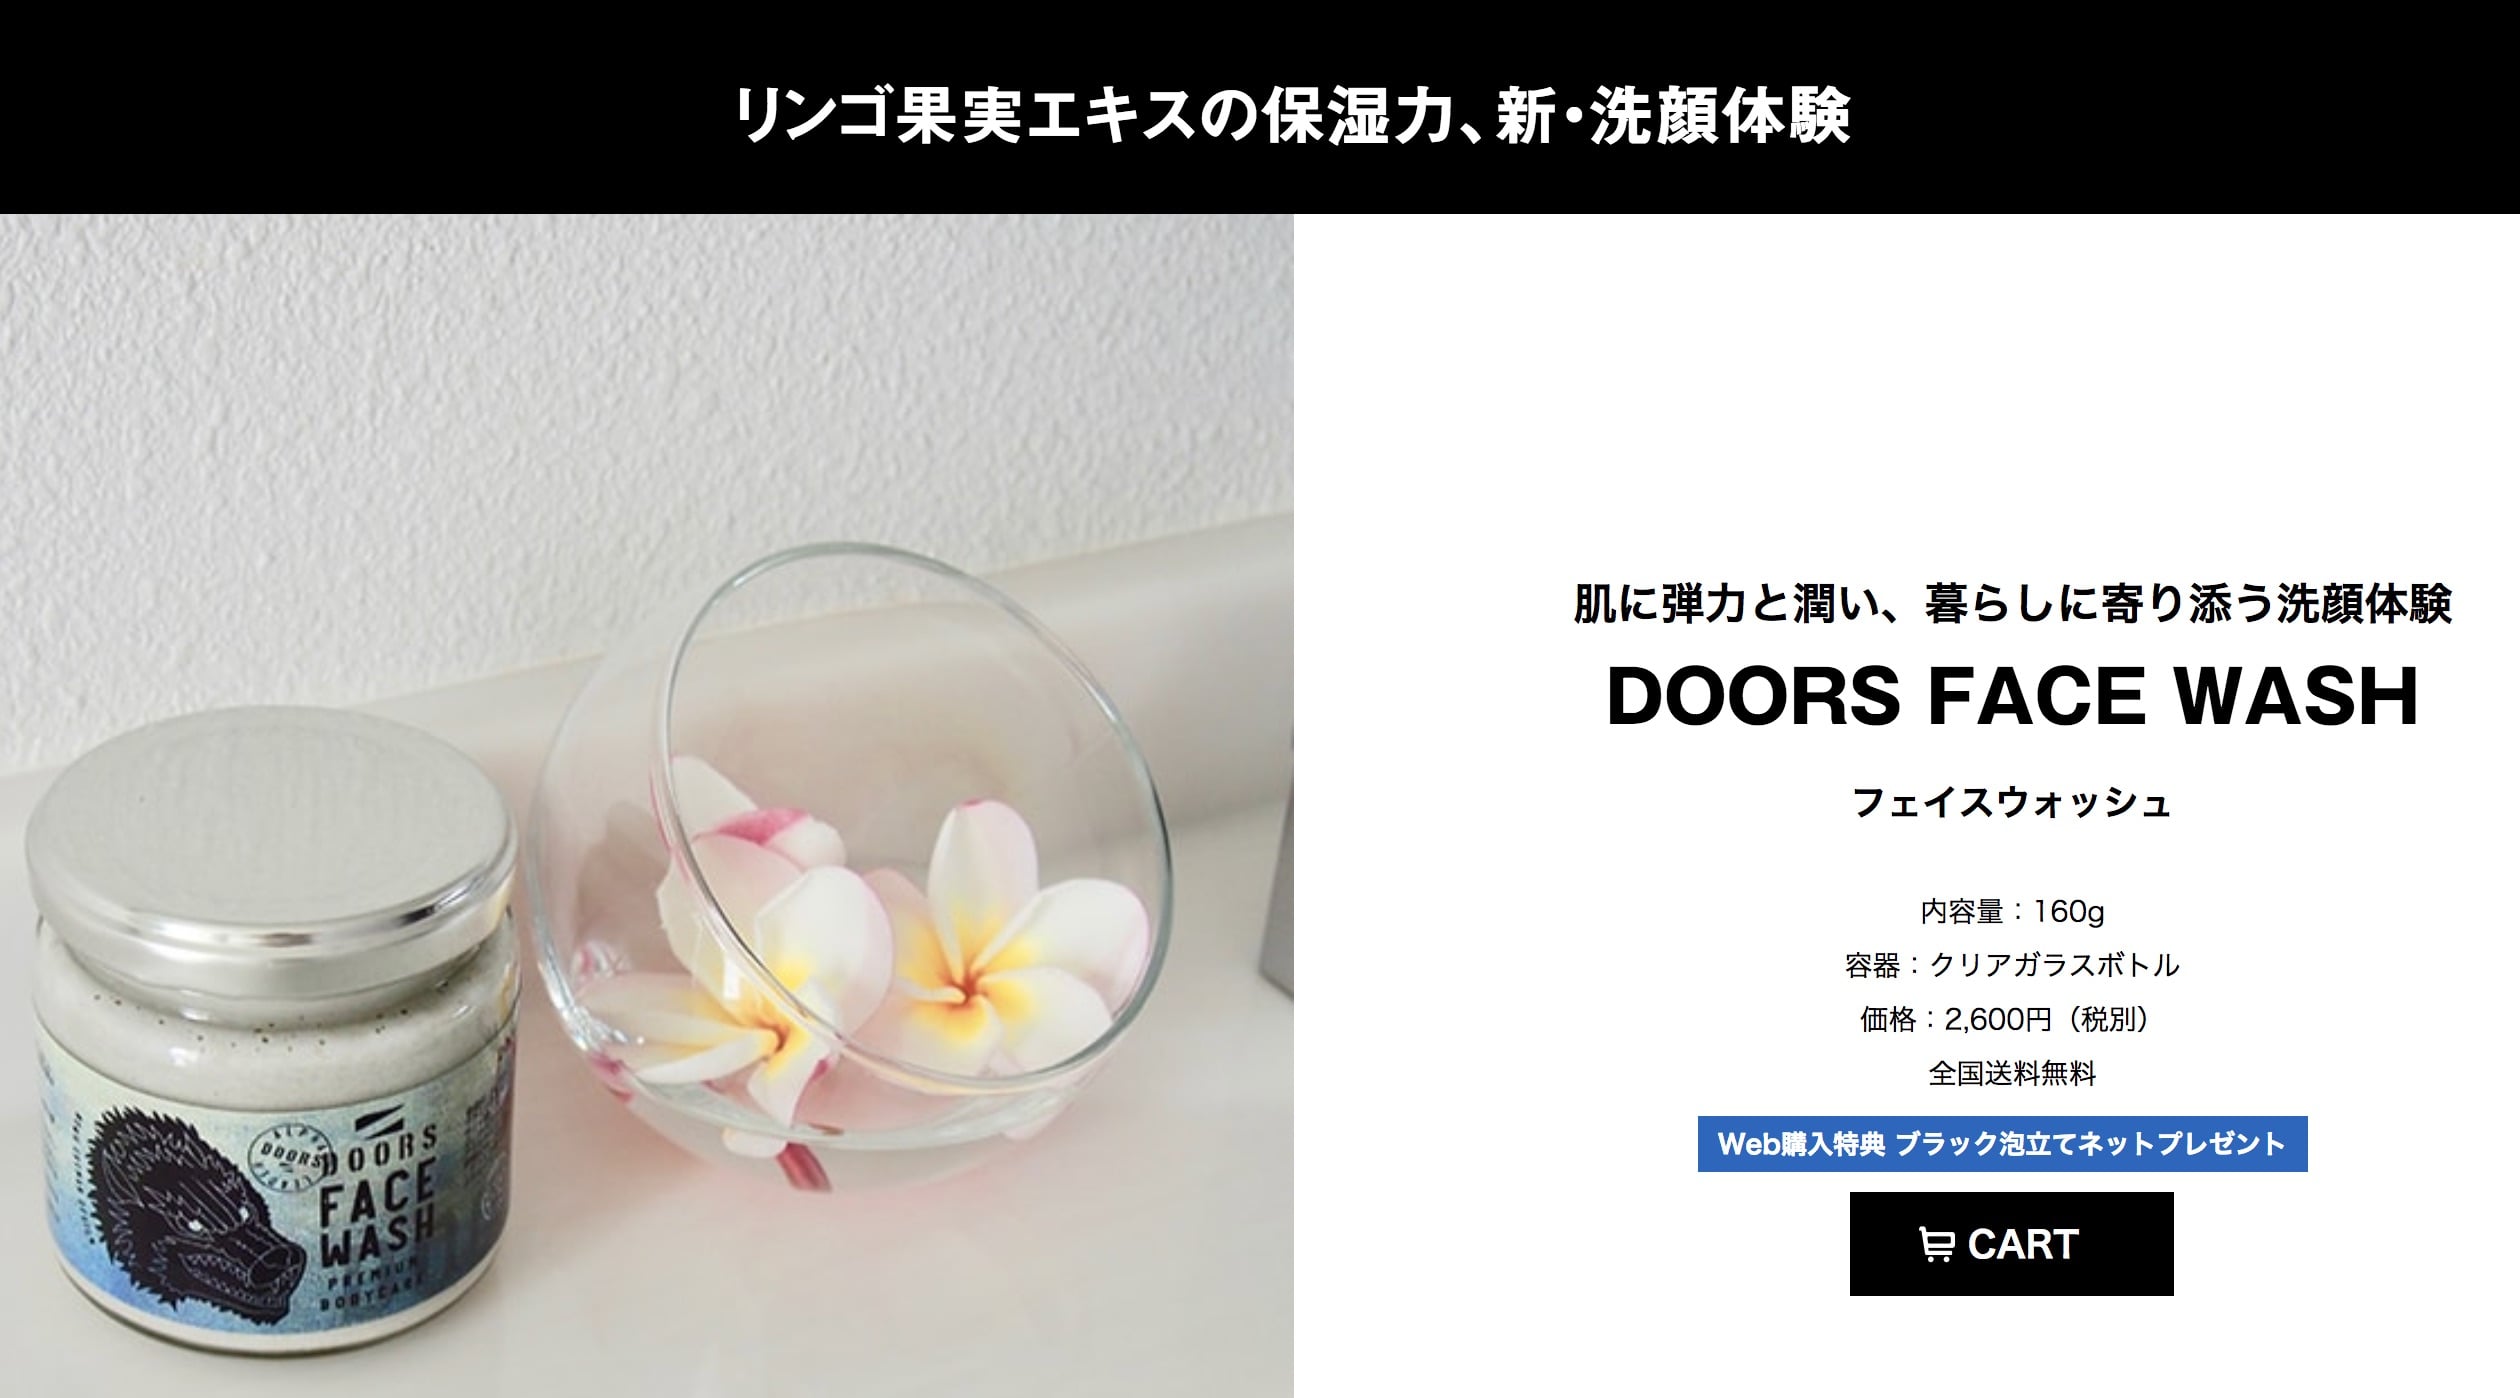 リンゴ果実エキスの保湿力、新・洗顔体験
肌に弾力と潤い、暮らしに寄り添う洗顔体験
DOORS FACE WASH
フェイスウォッシュ
内容量：160g
容器：クリアガラスボトル
価格：2,600円（税別）
全国送料無料
Web購入特典 ブラック泡立てネットプレゼント
CART
DOORS
DOORS
FACE
WASH
PREMIUM
BODYCARE